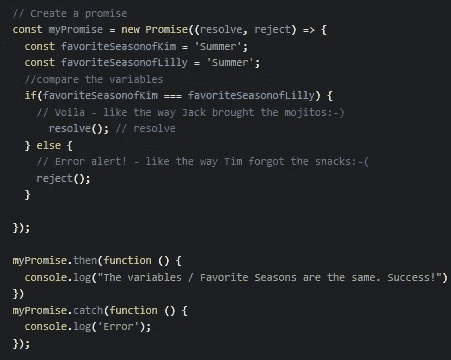 // Create a promise
const myPromise = new Promise((resolve, reject) => {
  const favoriteSeasonofKim = 'Summer';
  const favoriteSeasonofLilly = 'Summer';
  //compare the variables
  if(favoriteSeasonofKim === favoriteSeasonofLilly) {
    // Voila - like the way Jack brought the mojitos:-)
      resolve(); // resolve
  } else {
    // Error alert! - like the way Tim forgot the snacks:-(
    reject();
  }

});

myPromise.then(function () {
  console.log("The variables / Favorite Seasons are the same. Success!")
})
myPromise.catch(function () {
  console.log('Error');
});